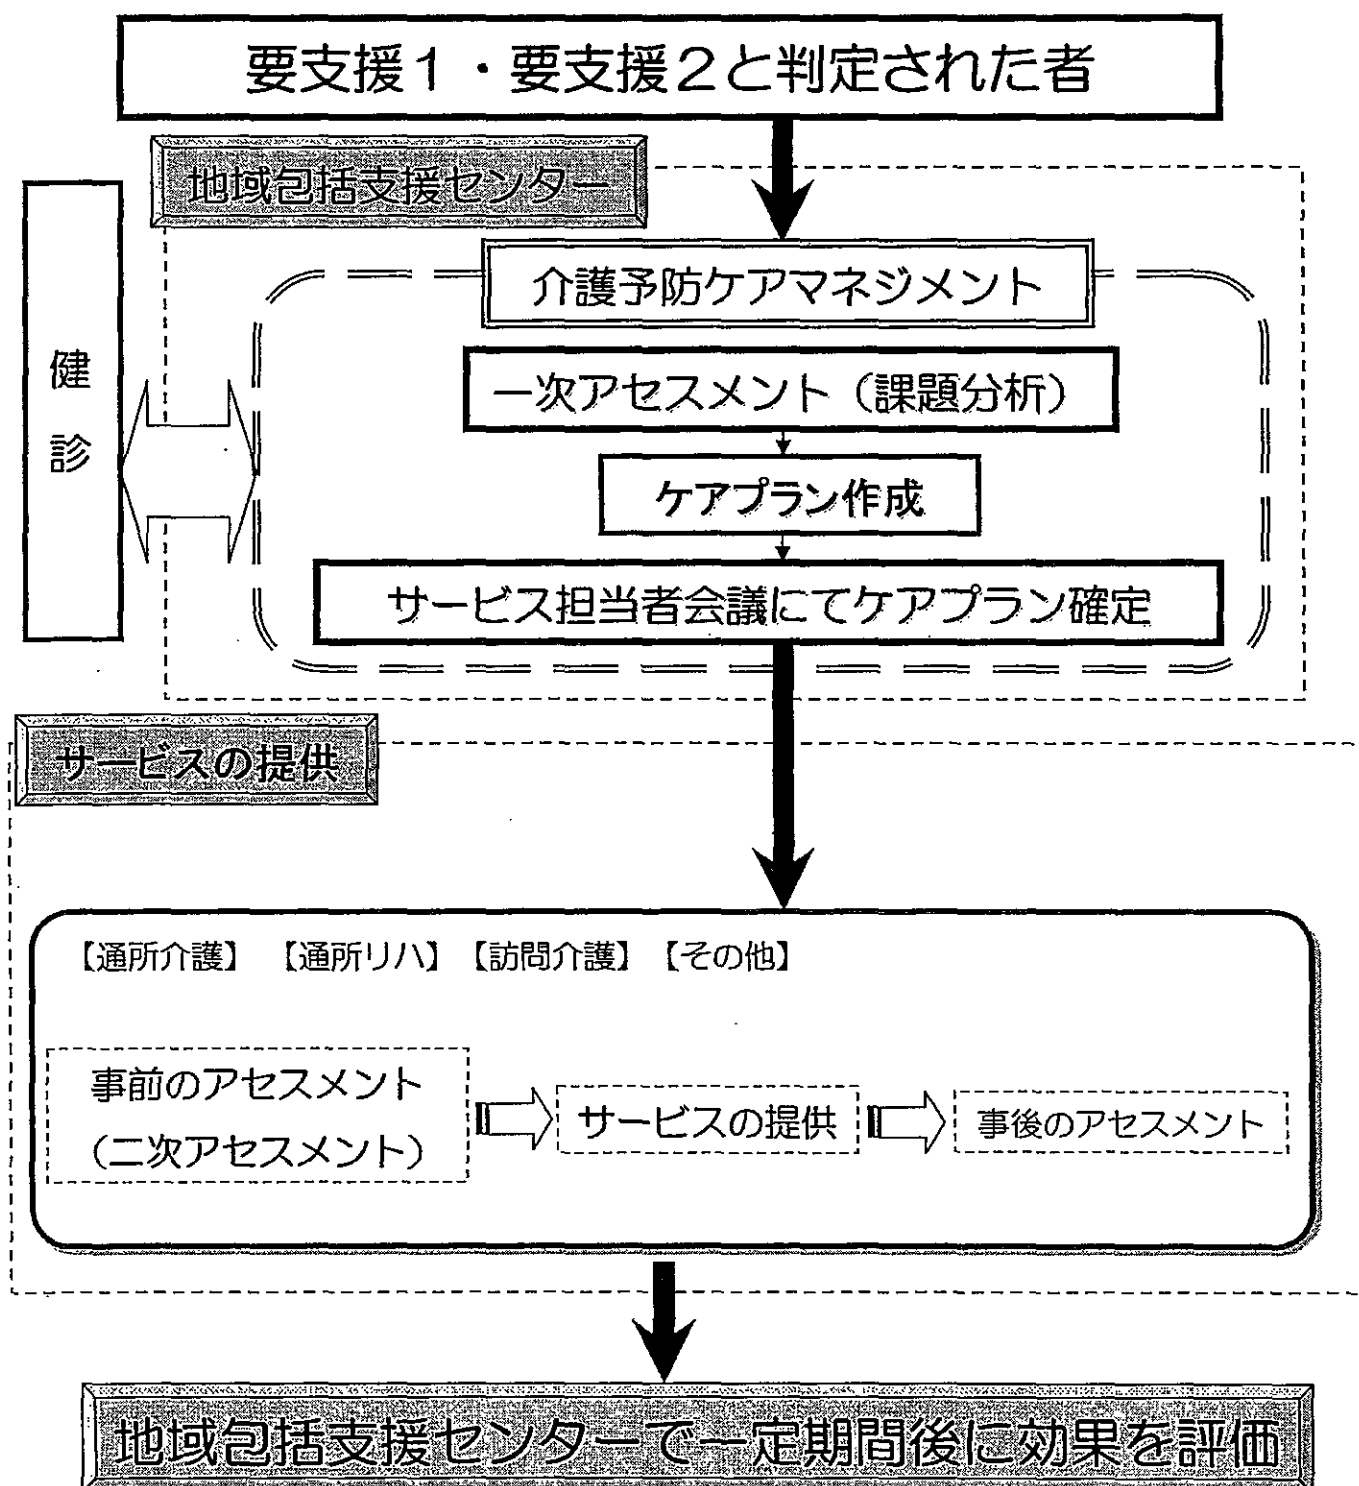 要支援1・要支援2と判定された者
地域包括支援センター
健診
介護予防ケアマネジメント
一次アセスメント（課題分析）
ケアプラン作成
サービス担当者会議にてケアプラン確定
サービスの提供
【通所介護】 【通所リハ】 【訪問介護】 【その他】
事前のアセスメント
（二次アセスメント）
サービスの提供
事後のアセスメント
地域包括支援センターで一定期間後に効果を評価